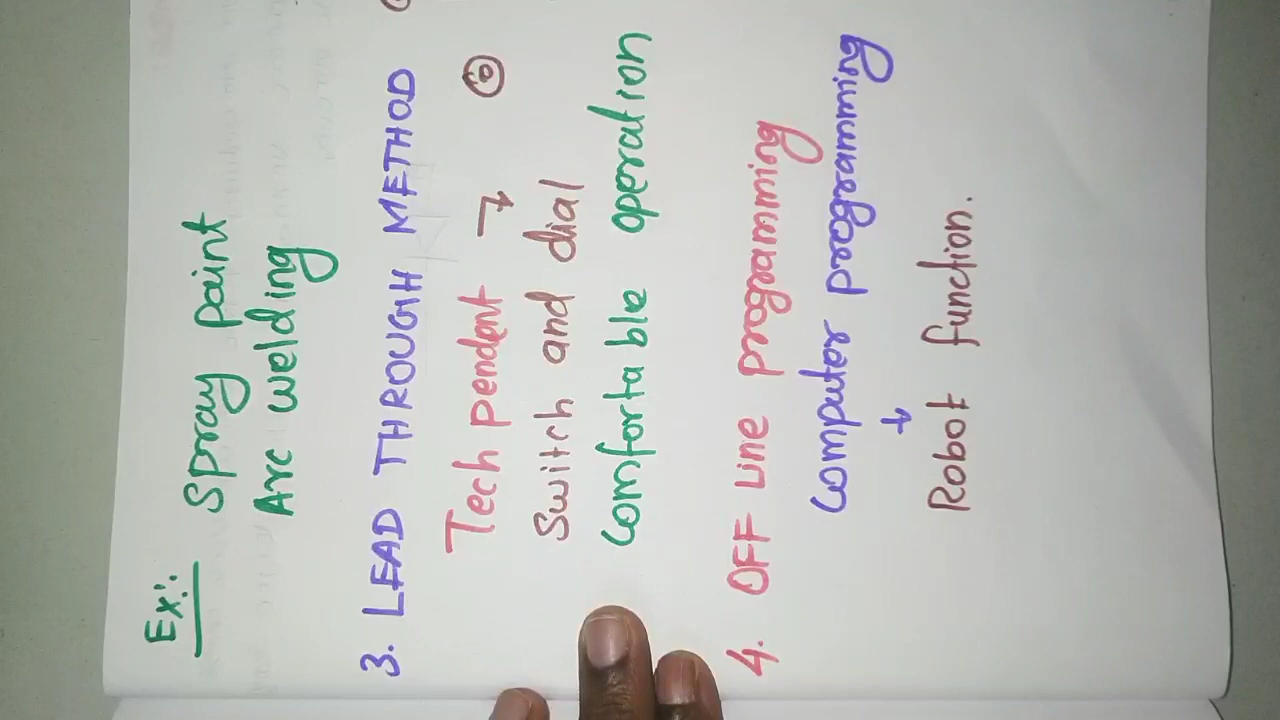 Ex:-
Spray paint
Arc welding
3. LEAD THROUGH METHOD
Tech pendent →
Switch and dial
Comfortable operation
4. OFF Line programming
Computer programming
↓
Robot function.